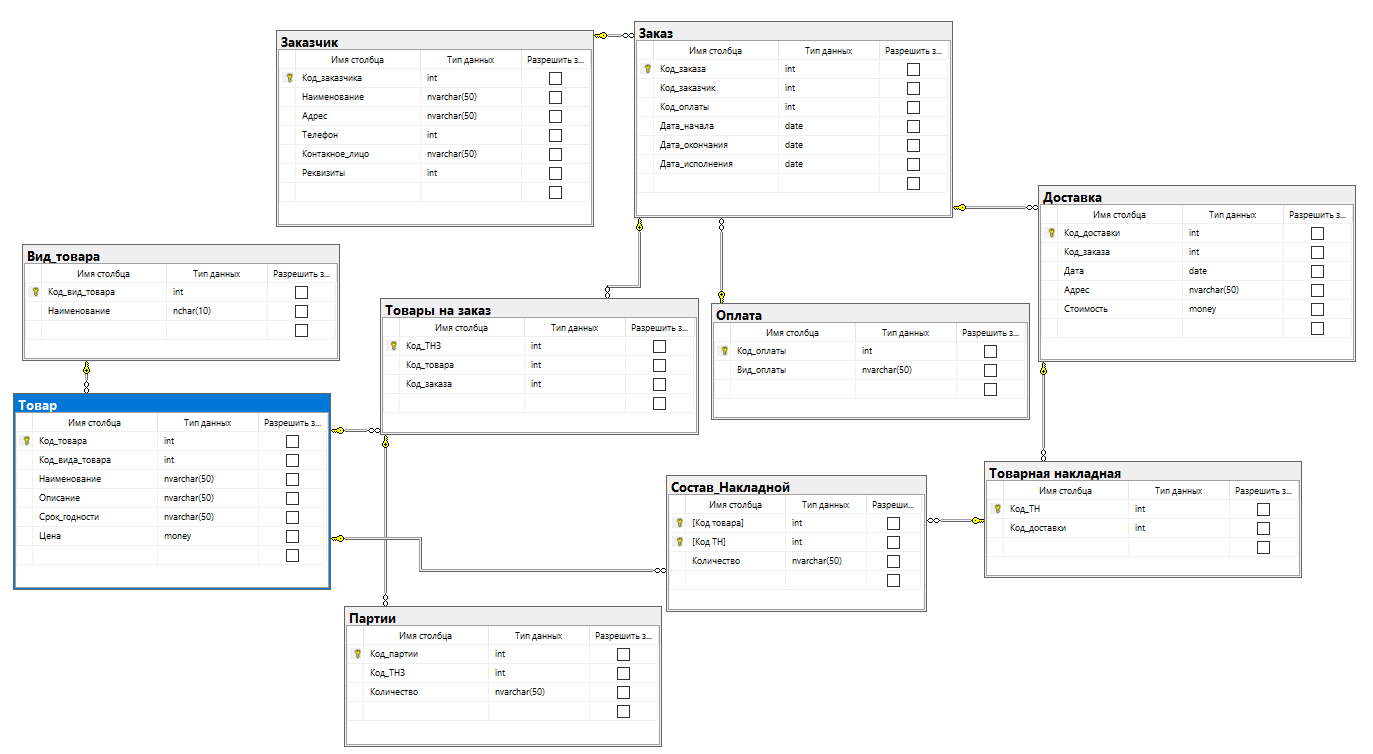 Заказчик
Имя столбца Тип данных Разрешить з...
Код_заказчика int
Наименование nvarchar(50)
Адрес nvarchar(50)
Телефон int
Контакное_лицо nvarchar(50)
Реквизиты int
Заказ
Имя столбца Тип данных Разрешить з...
Код_заказа int
Код_заказчик int
Код_оплаты int
Дата_начала date
Дата_окончания date
Дата_исполнения date
Доставка
Имя столбца Тип данных Разрешить з...
Код_доставки int
Код_заказа int
Дата date
Адрес nvarchar(50)
Стоимость money
Вид_товара
Имя столбца Тип данных Разрешить з...
Код_вид_товара int
Наименование nchar(10)
Товары на заказ
Имя столбца Тип данных Разрешить з...
Код_ТНЗ int
Код_товара int
Код_заказа int
Оплата
Имя столбца Тип данных Разрешить з...
Код_оплаты int
Вид_оплаты nvarchar(50)
Товар
Имя столбца Тип данных Разрешить з...
Код_товара int
Код_вида_товара int
Наименование nvarchar(50)
Описание nvarchar(50)
Срок_годности nvarchar(50)
Цена money
Состав_Накладной
Имя столбца Тип данных Разреши...
[Код товара] int
[Код ТН] int
Количество nvarchar(50)
Товарная накладная
Имя столбца Тип данных Разрешить з...
Код_ТН int
Код_доставки int
Партии
Имя столбца Тип данных Разрешить з...
Код_партии int
Код_ТНЗ int
Количество nvarchar(50)